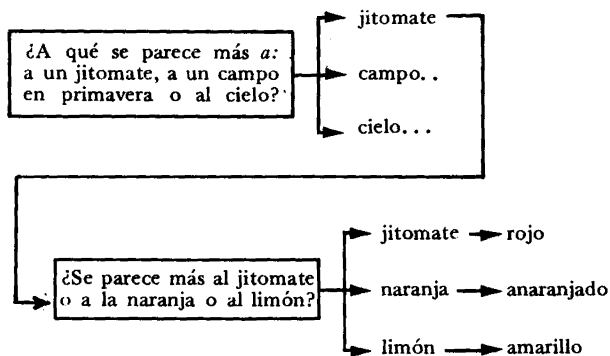 ¿A qué se parece más a:
a un jitomate, a un campo
en primavera o al cielo?
jitomate
campo. .
cielo. . .
¿Se parece más al jitomate
o a la naranja o al limón?
jitomate rojo
naranja anaranjado
limón amarillo